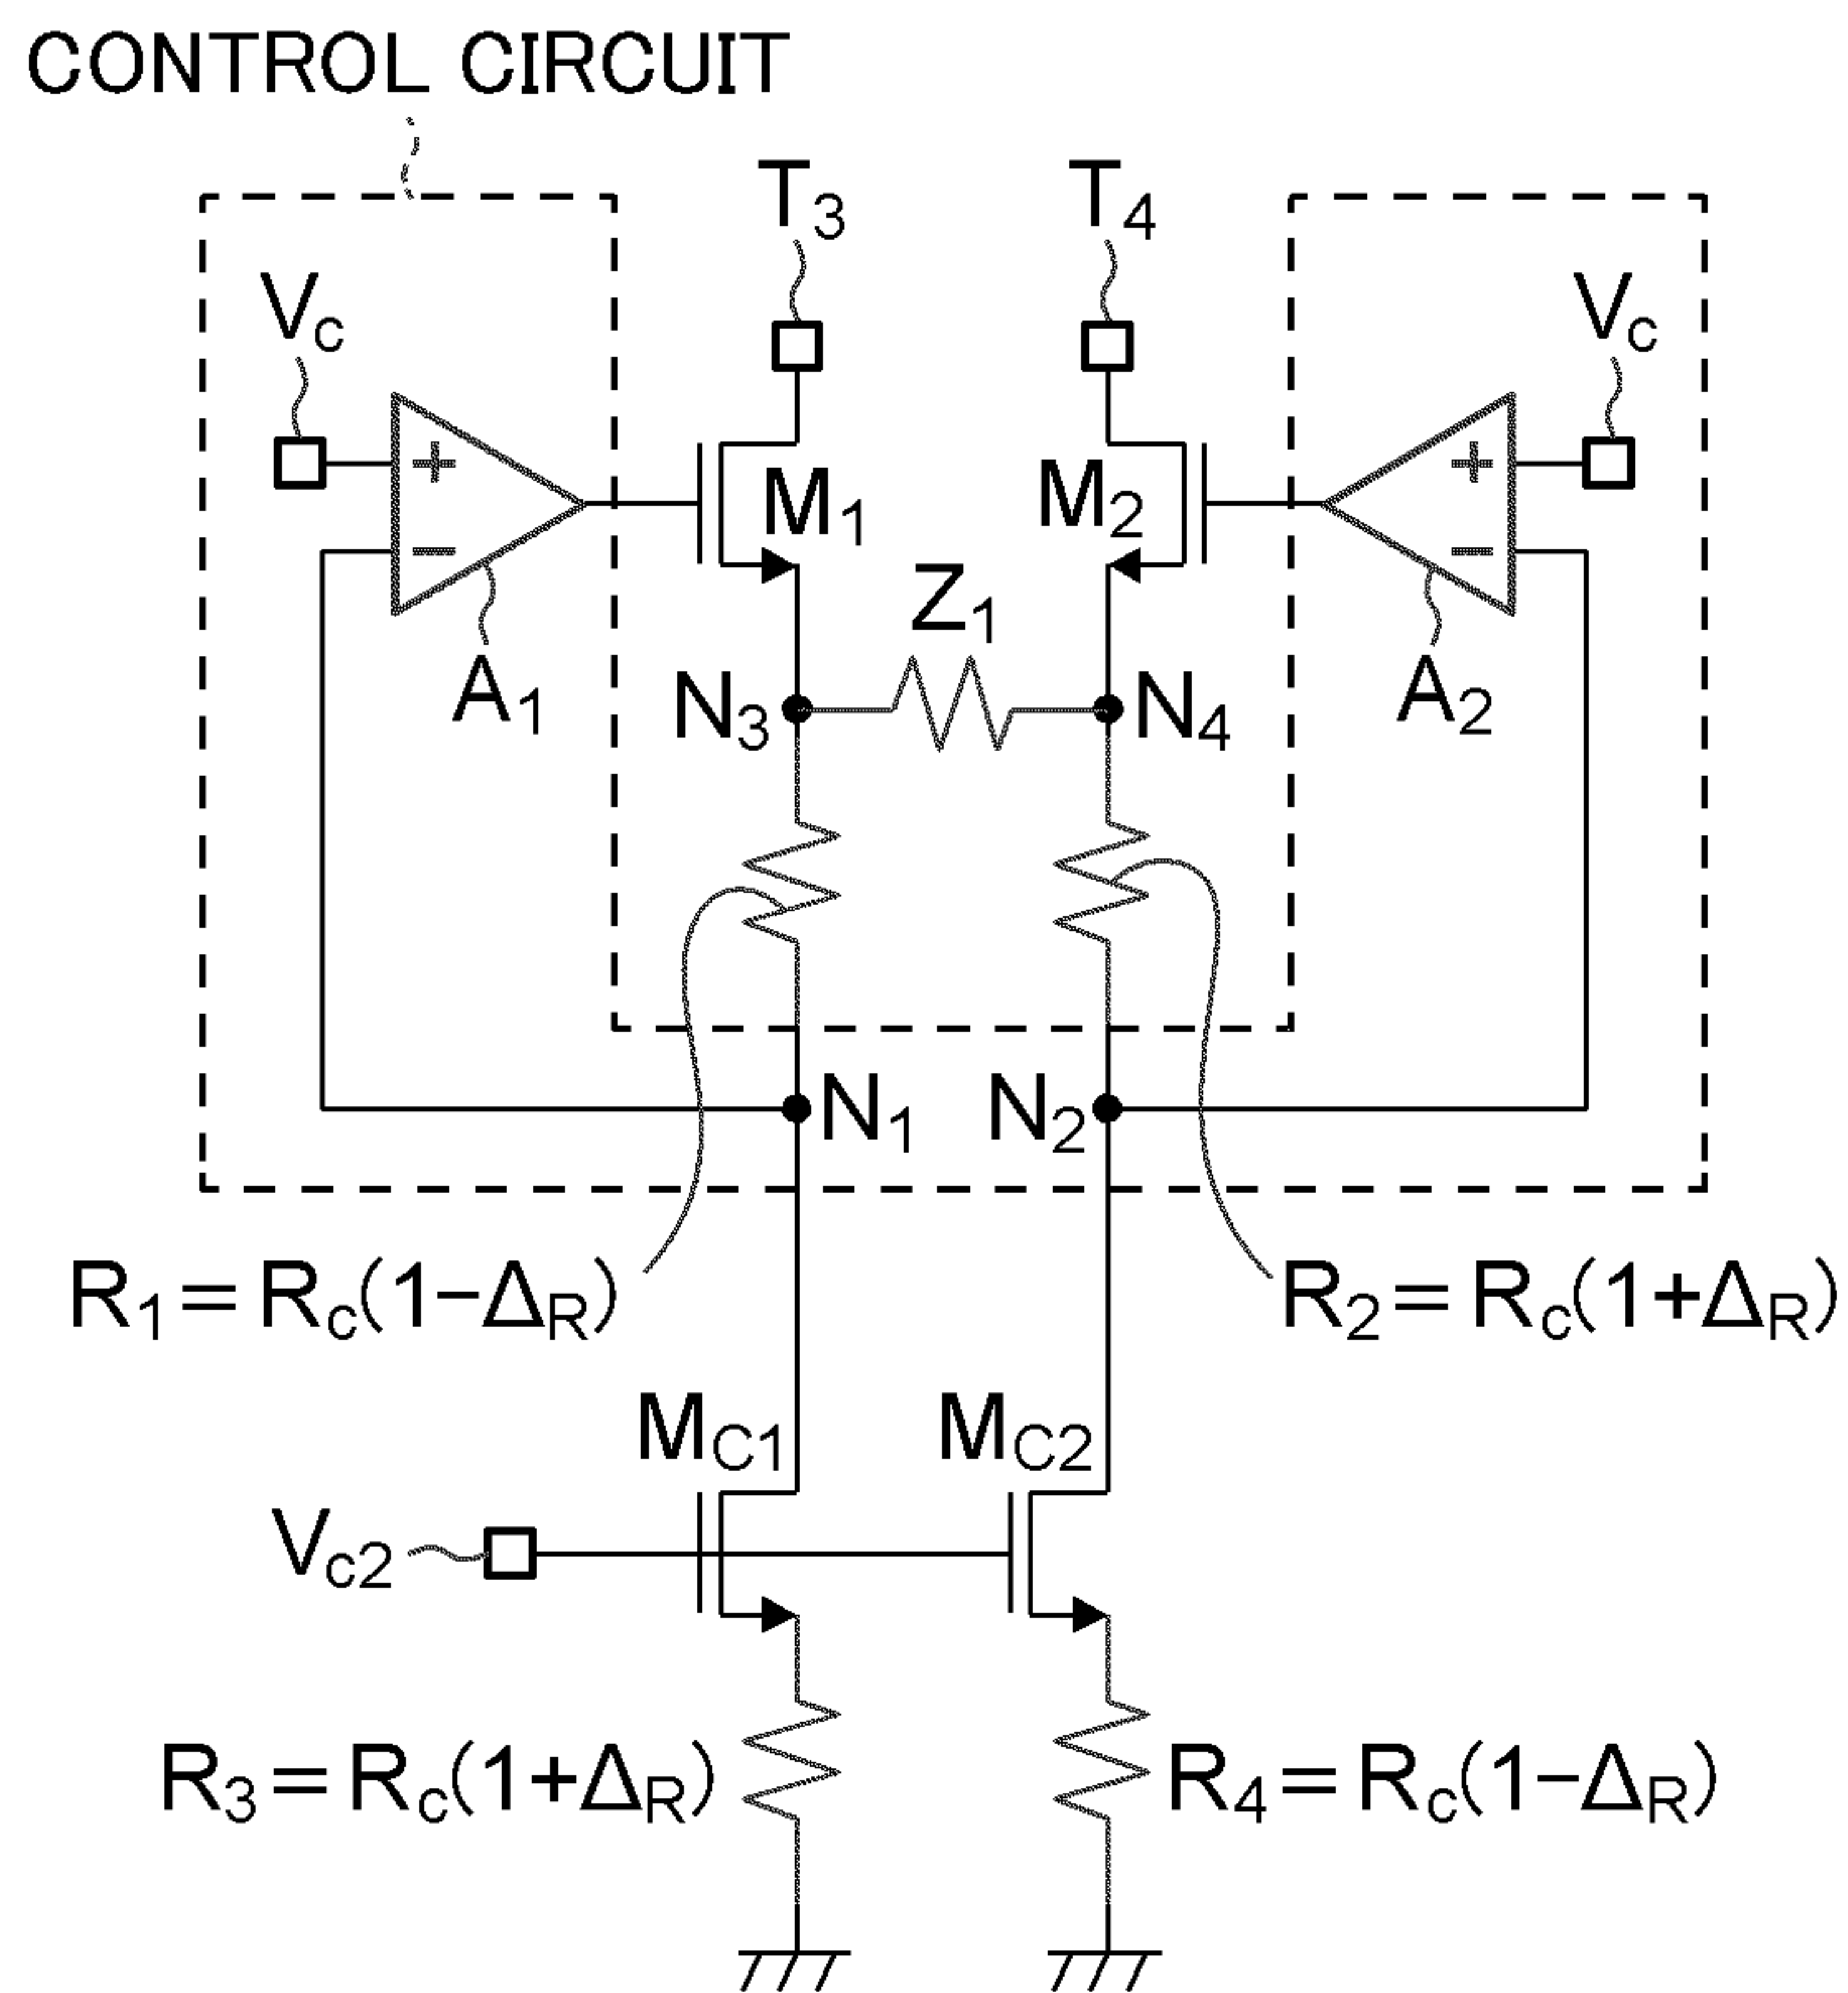 CONTROL CIRCUIT
T3 T4
Vc Vc
+ +
M1 M2
− −
Z1
A1 N3 N4 A2
N1 N2
R1=Rc(1−ΔR) R2=Rc(1+ΔR)
MC1 MC2
Vc2
R3=Rc(1+ΔR) R4=Rc(1−ΔR)